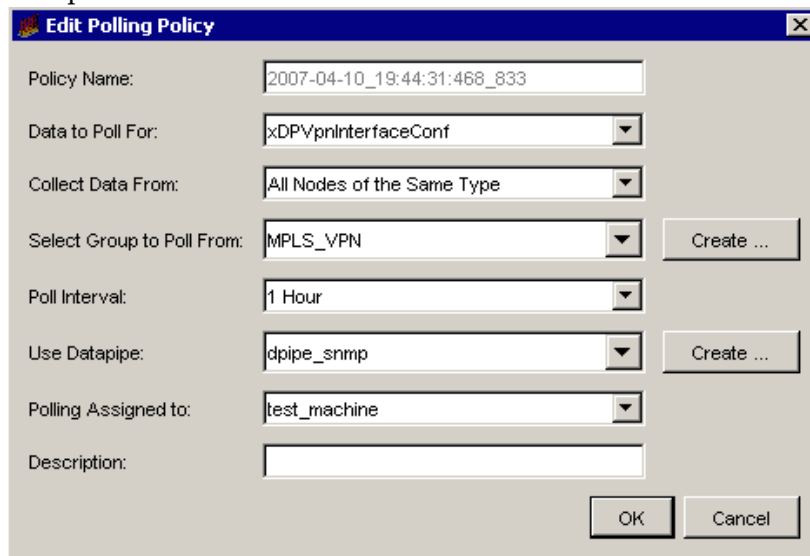 Edit Polling Policy
Policy Name: 2007-04-10_19:44:31:468_833
Data to Poll For: xDPVpnInterfaceConf
Collect Data From: All Nodes of the Same Type
Select Group to Poll From: MPLS_VPN Create ...
Poll Interval: 1 Hour
Use Datapipe: dpipe_snmp Create ...
Polling Assigned to: test_machine
Description:
OK Cancel